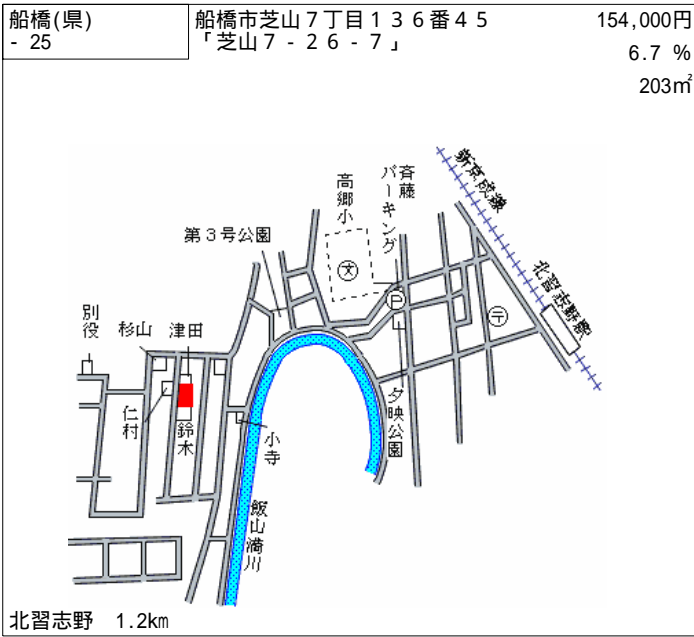 船橋(県)
- 25
船橋市芝山７丁目１３６番４５
「芝山７－２６－７」
154,000円
6.7 %
203㎡
新京成線
斉藤
パーキング
高郷小
第３号公園
文
P
〒
北習志野駅
別役
杉山
津田
仁村
鈴木
小寺
夕映公園
飯山満川
北習志野 1.2km